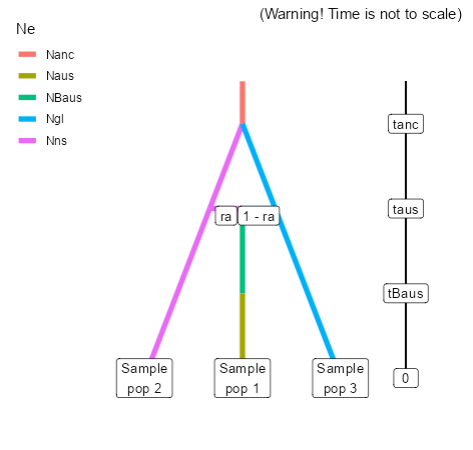 (Warning! Time is not to scale)
Ne
Nanc
Naus
NBaus
Ngl
Nns
tanc
taus
ra
1 - ra
tBaus
Sample
pop 2
Sample
pop 1
Sample
pop 3
0